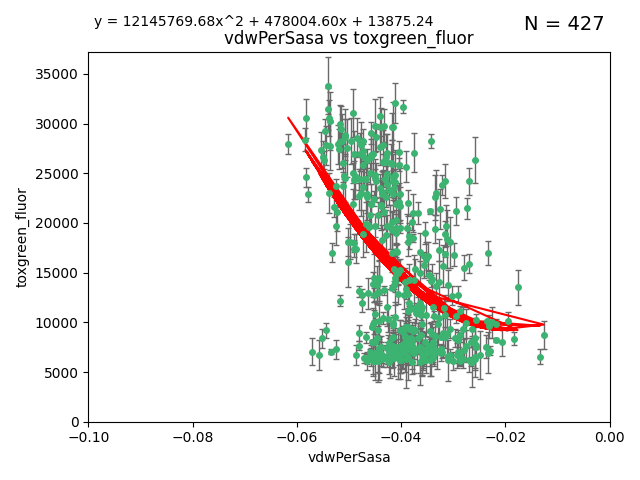 y = 12145769.68x^2 + 478004.60x + 13875.24
N = 427
vdwPerSasa vs toxgreen_fluor
35000
30000
25000
20000
15000
10000
5000
0
toxgreen_fluor
−0.10
−0.08
−0.06
−0.04
−0.02
0.00
vdwPerSasa